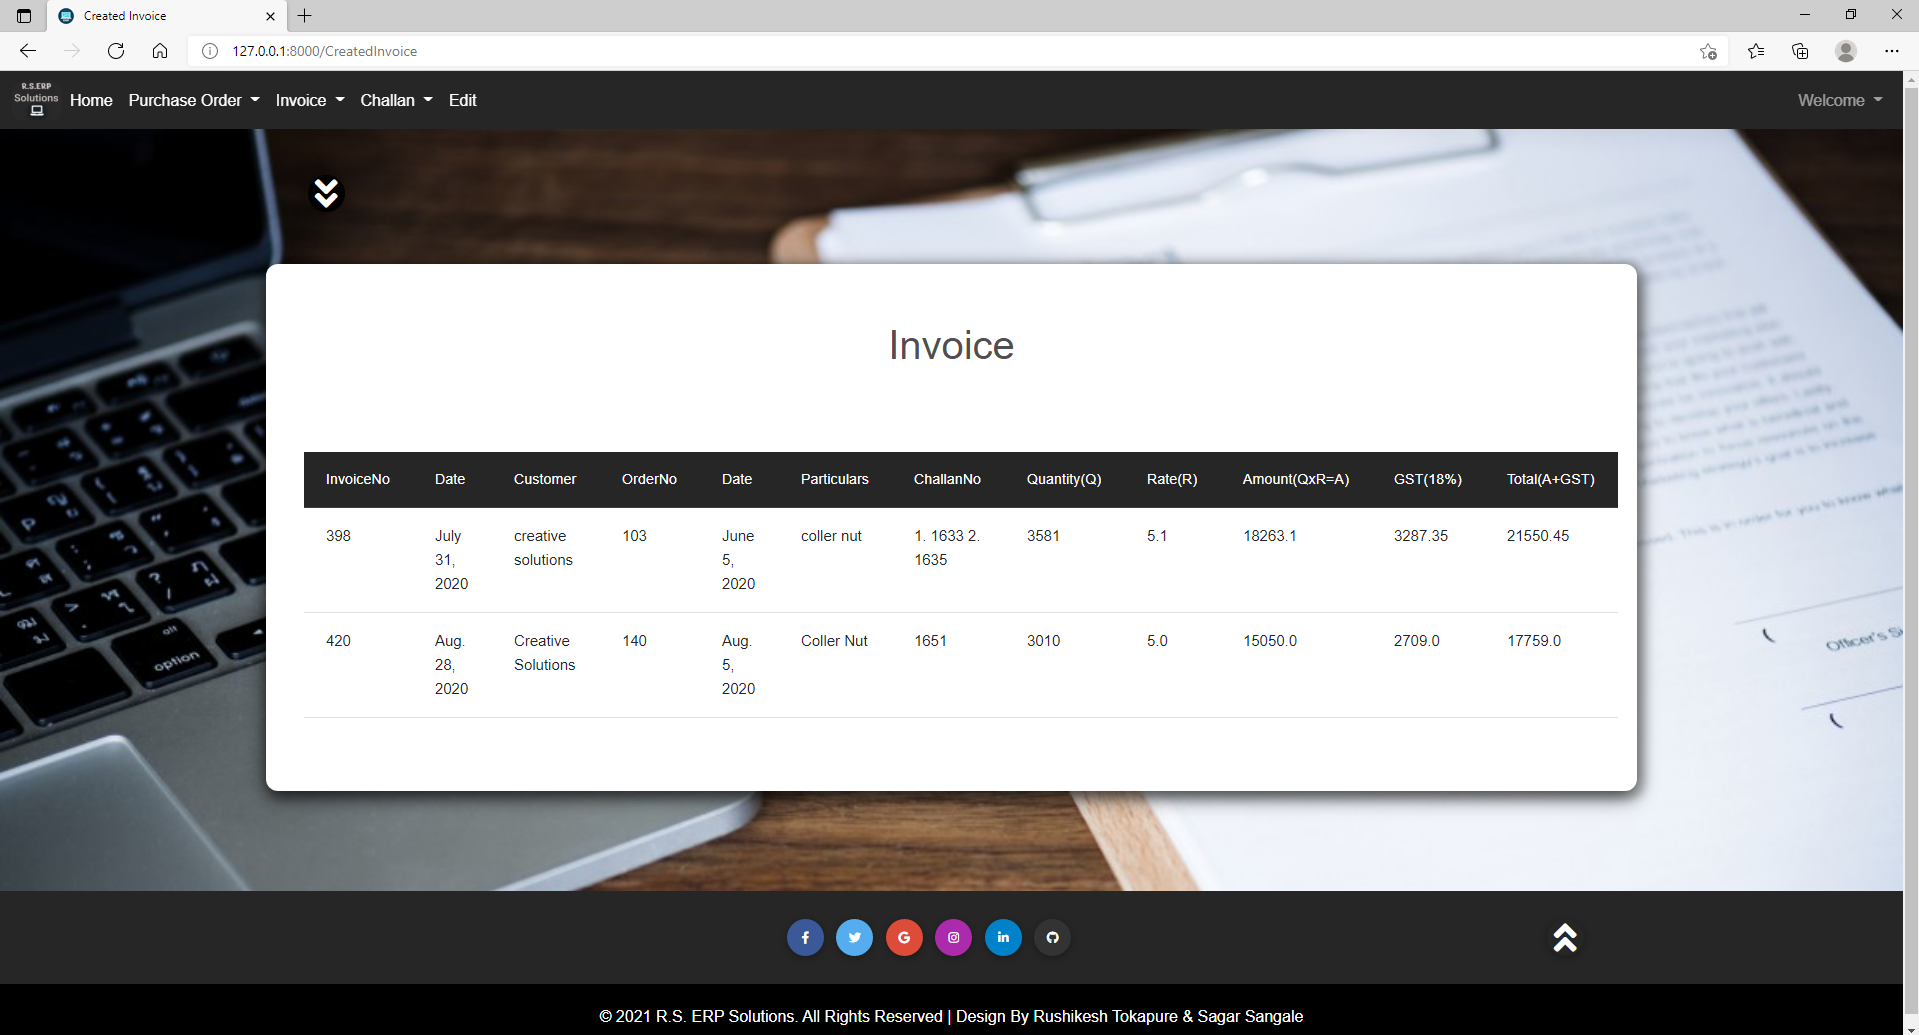 Created Invoice
127.0.0.1:8000/CreatedInvoice
R.S.ERP
Solutions
Home Purchase Order Invoice Challan Edit Welcome
Invoice
InvoiceNo Date Customer OrderNo Date Particulars ChallanNo Quantity(Q) Rate(R) Amount(QxR=A) GST(18%) Total(A+GST)
398 July creative 103 June coller nut 1. 1633 2. 3581 5.1 18263.1 3287.35 21550.45
31, solutions 5, 1635
2020 2020
420 Aug. Creative 140 Aug. Coller Nut 1651 3010 5.0 15050.0 2709.0 17759.0
28, Solutions 5,
2020 2020
alt
option
Officer's
© 2021 R.S. ERP Solutions. All Rights Reserved | Design By Rushikesh Tokapure & Sagar Sangale